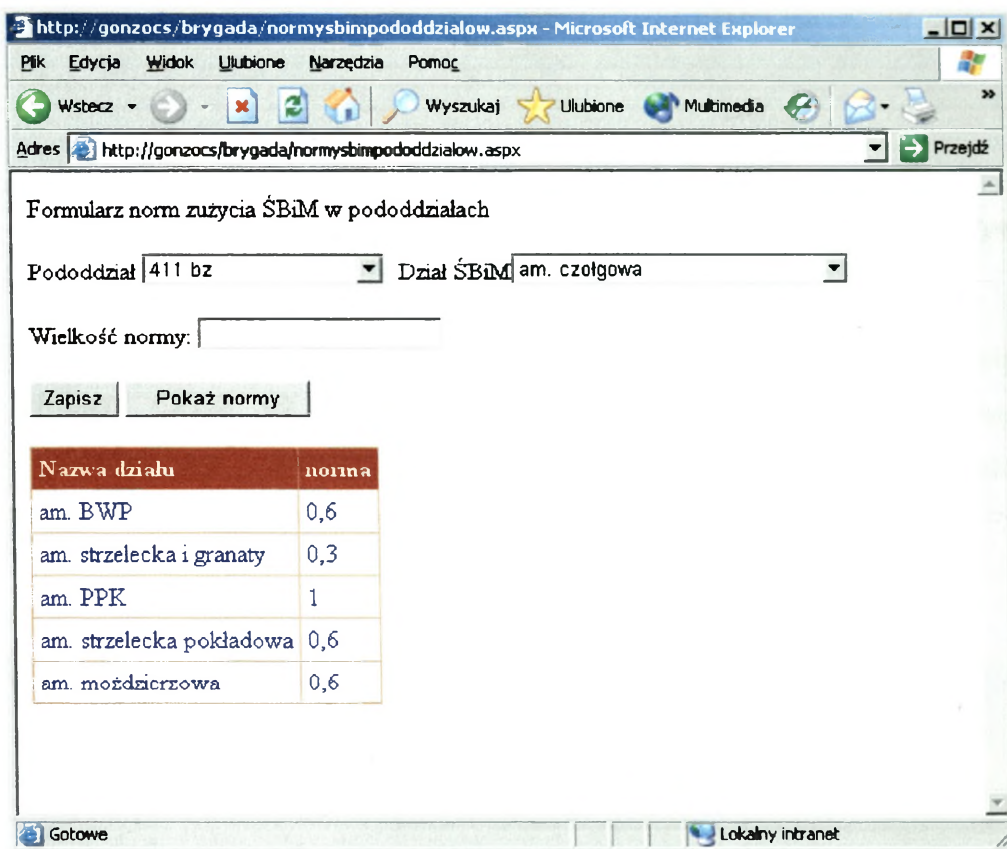 http://gonzocs/brygada/normysbimpododdzialow.aspx - Microsoft Internet Explorer
Plik Edycja Widok Ulubione Narzędzia Pomoc
Wstecz Wyszukaj Ulubione Multimedia
Adres http://gonzocs/brygada/normysbimpododdzialow.aspx Przejdź
Formularz norm zużycia ŚBiM w pododdziałach
Pododdział 411 bz Dział ŚBiM am. czołgowa
Wielkość normy:
Zapisz Pokaż normy
Nazwa działu norma
am. BWP 0,6
am. strzelecka i granaty 0,3
am. PPK 1
am. strzelecka pokładowa 0,6
am. moździerzowa 0,6
Gotowe Lokalny intranet